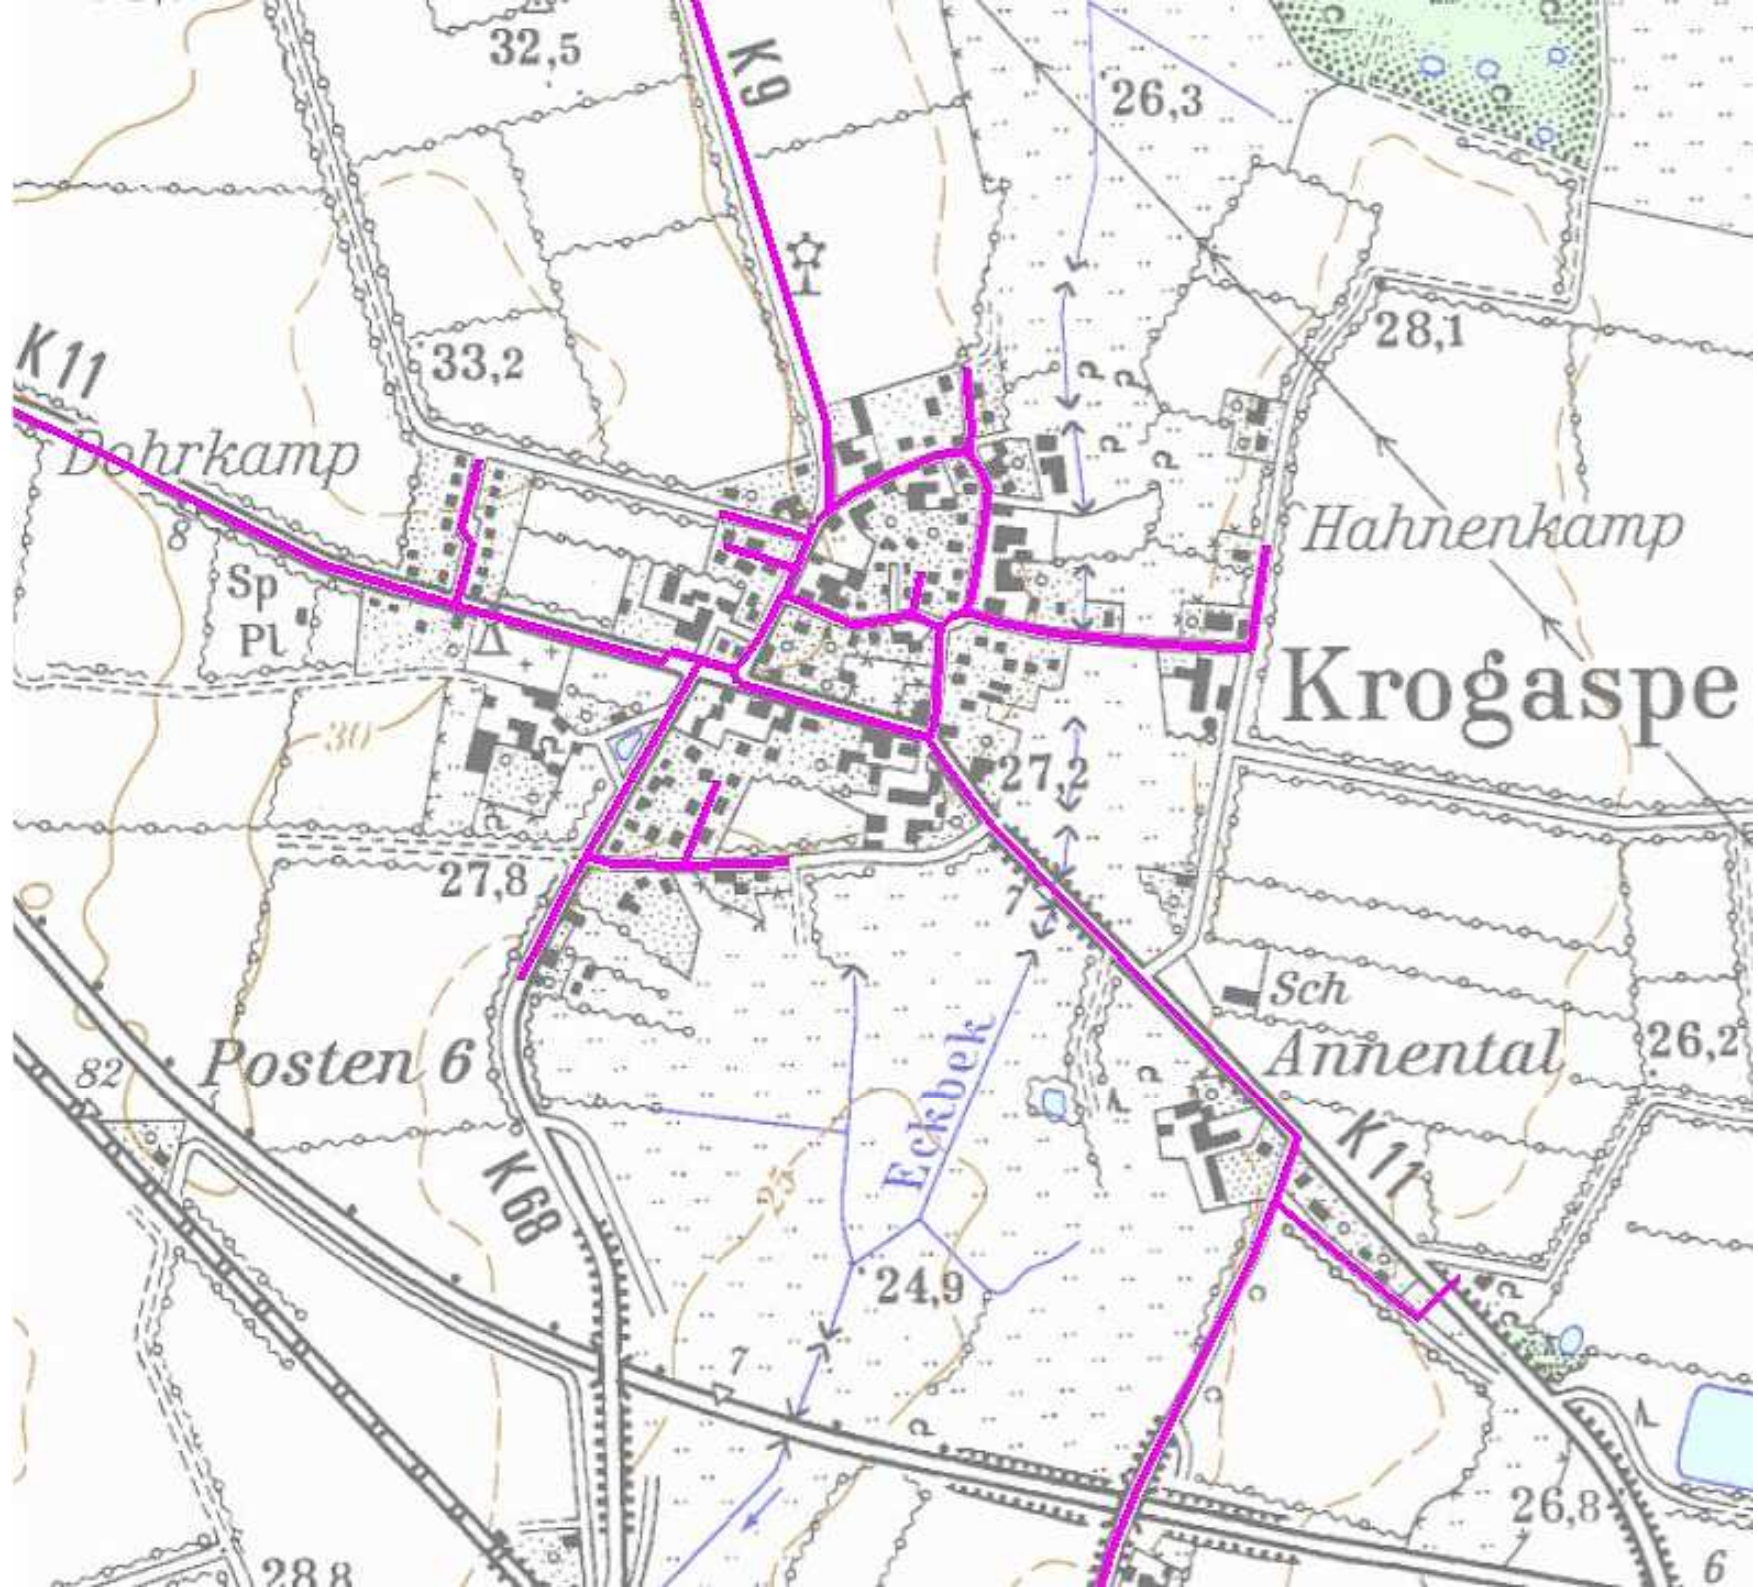 32,5
K9
26,3
K11
33,2
28,1
Dohrkamp
8
Hahnenkamp
Sp
Pl
Krogaspe
30
27,2
27,8
7
Sch
Posten 6
82
Eckbek
Annental
26,2
K11
K68
25
24,9
7
26,8
28,8
6